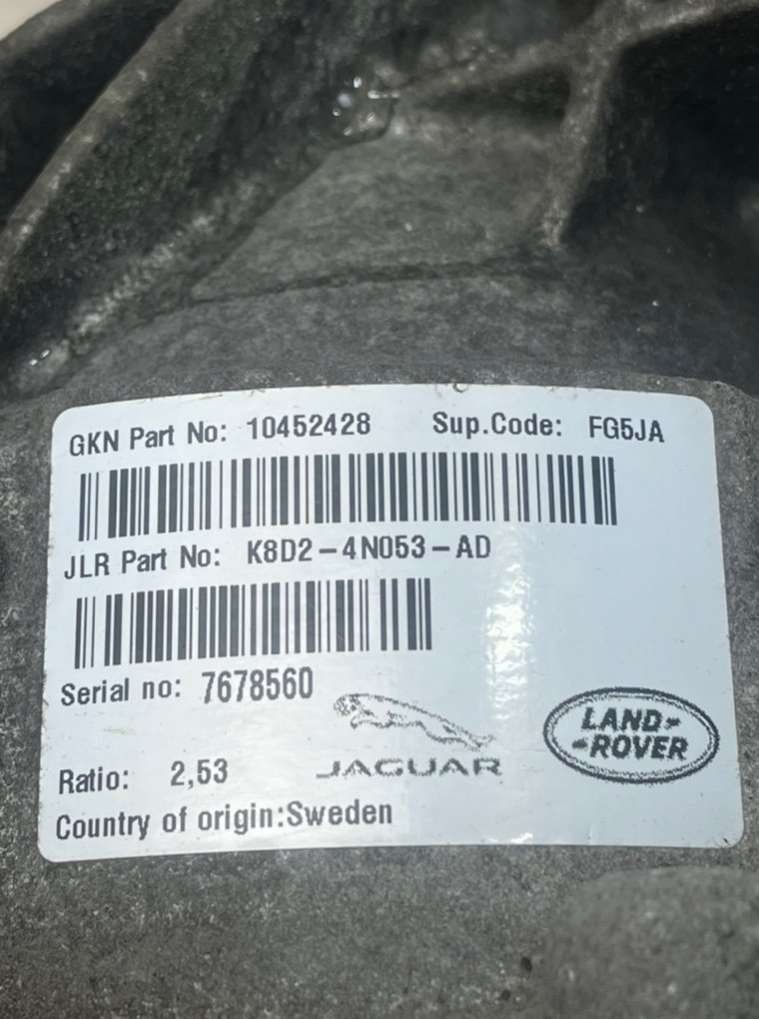 GKN Part No: 10452428 Sup.Code: FG5JA
JLR Part No: K8D2-4N053-AD
Serial no: 7678560
JAGUAR
LAND-
-ROVER
Ratio: 2,53
Country of origin:Sweden